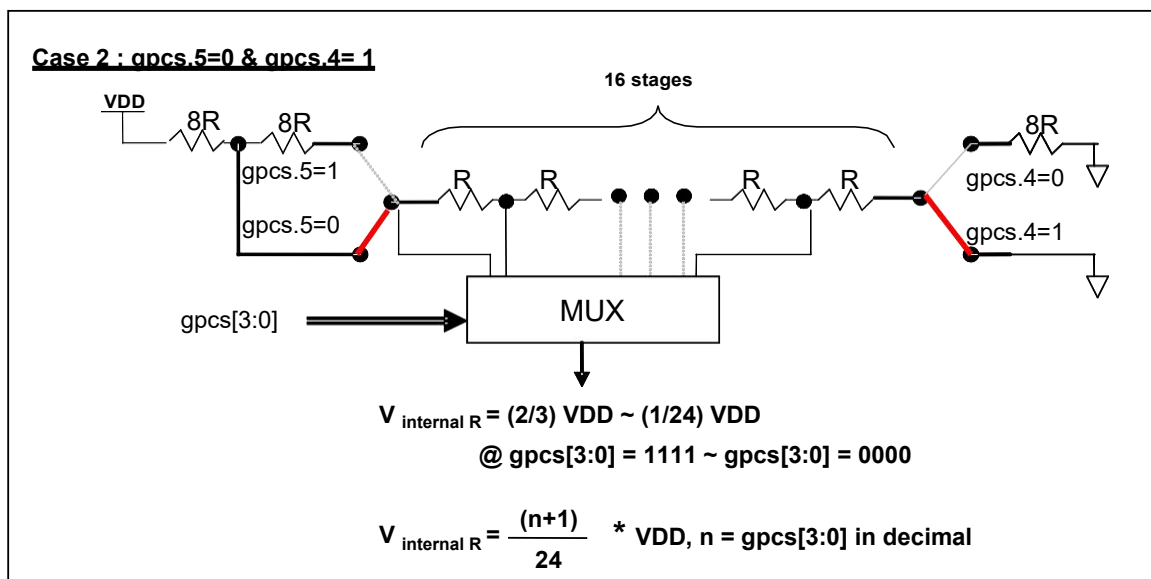 Case 2 : gpcs.5=0 & gpcs.4= 1
16 stages
VDD
8R 8R 8R
gpcs.5=1 R R R R gpcs.4=0
gpcs.5=0 gpcs.4=1
gpcs[3:0] MUX
V internal R = (2/3) VDD ~ (1/24) VDD
@ gpcs[3:0] = 1111 ~ gpcs[3:0] = 0000
V internal R = (n+1) / 24 * VDD, n = gpcs[3:0] in decimal